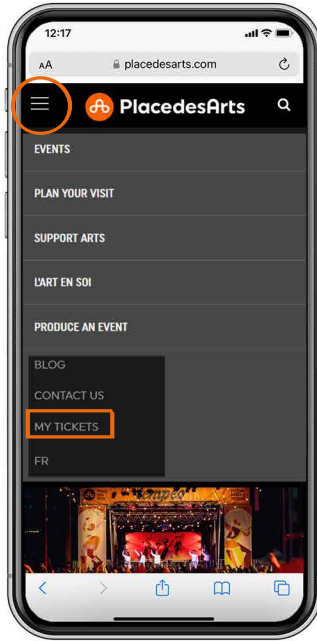 12:17
AA placedesarts.com
PlacedesArts
EVENTS
PLAN YOUR VISIT
SUPPORT ARTS
L'ART EN SOI
PRODUCE AN EVENT
BLOG
CONTACT US
MY TICKETS
FR